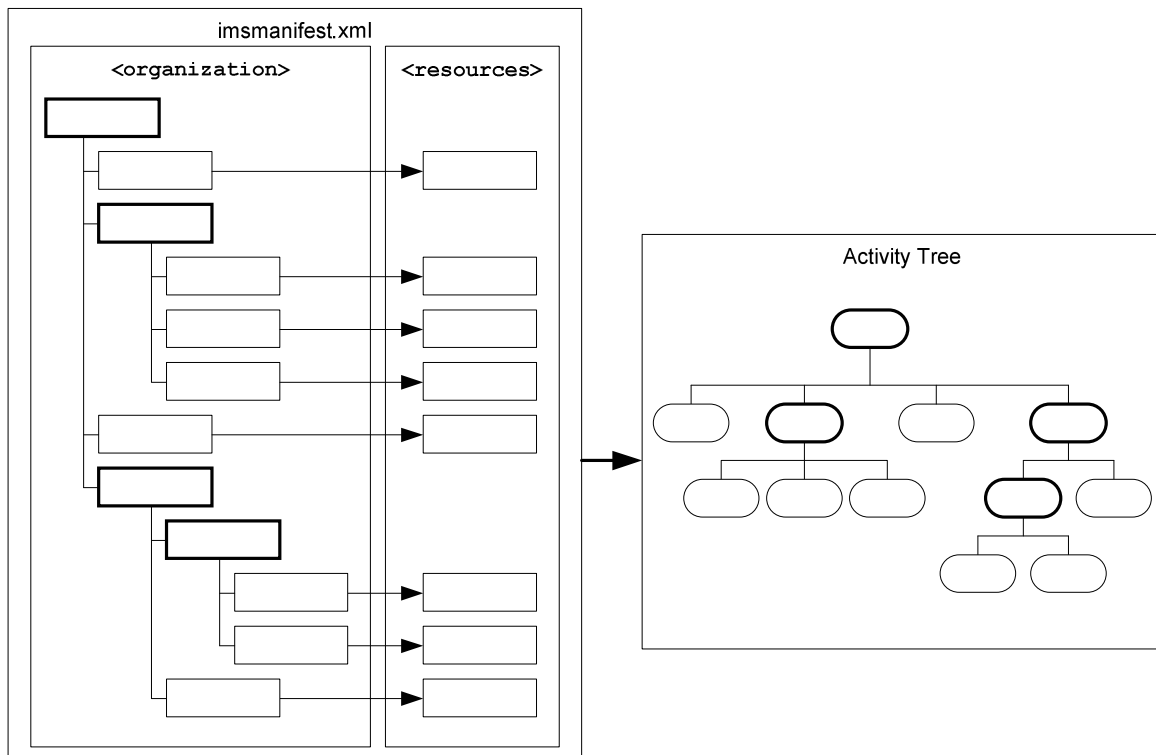 imsmanifest.xml
<organization>
<resources>
Activity Tree